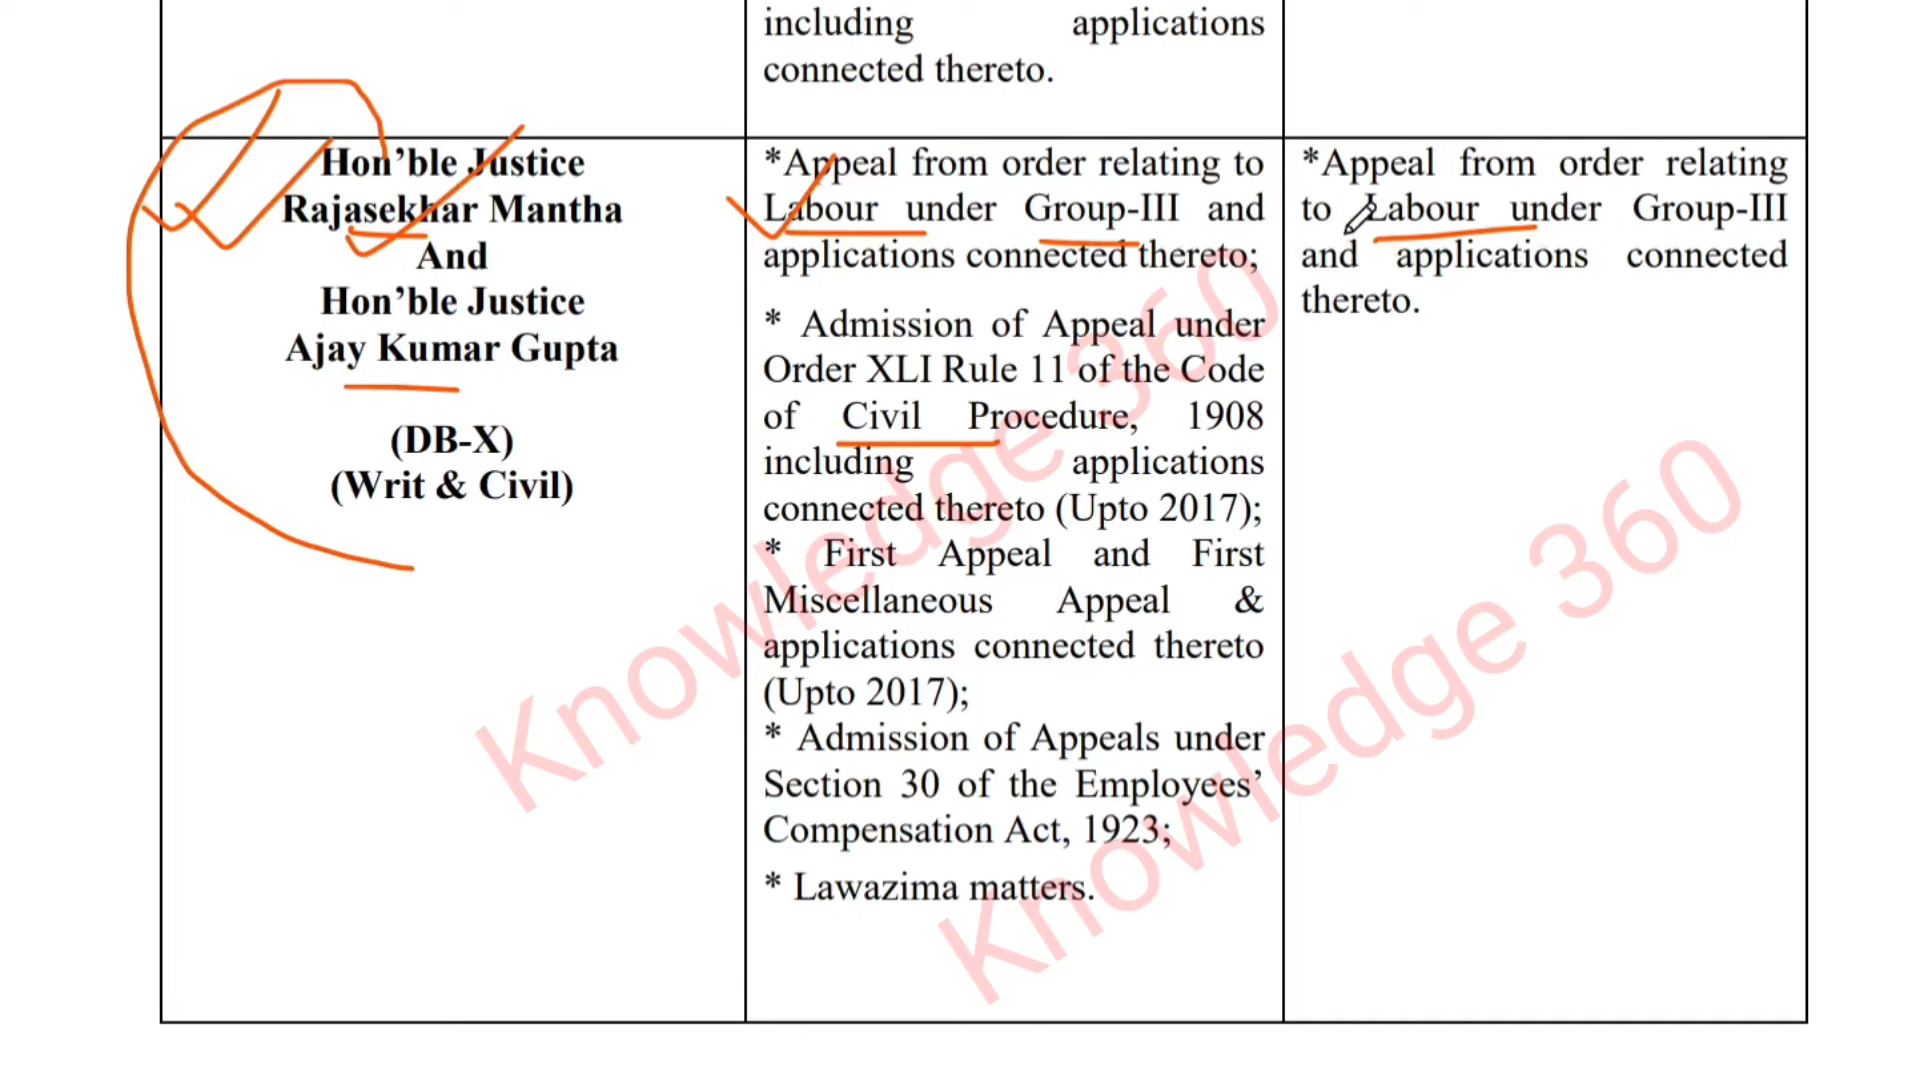 including applications
connected thereto.
Hon’ble Justice
Rajasekhar Mantha
And
Hon’ble Justice
Ajay Kumar Gupta
(DB-X)
(Writ & Civil)
*Appeal from order relating to
Labour under Group-III and
applications connected thereto;
* Admission of Appeal under
Order XLI Rule 11 of the Code
of Civil Procedure, 1908
including applications
connected thereto (Upto 2017);
* First Appeal and First
Miscellaneous Appeal &
applications connected thereto
(Upto 2017);
* Admission of Appeals under
Section 30 of the Employees’
Compensation Act, 1923;
* Lawazima matters.
*Appeal from order relating
to Labour under Group-III
and applications connected
thereto.
Knowledge 360
Knowledge 360